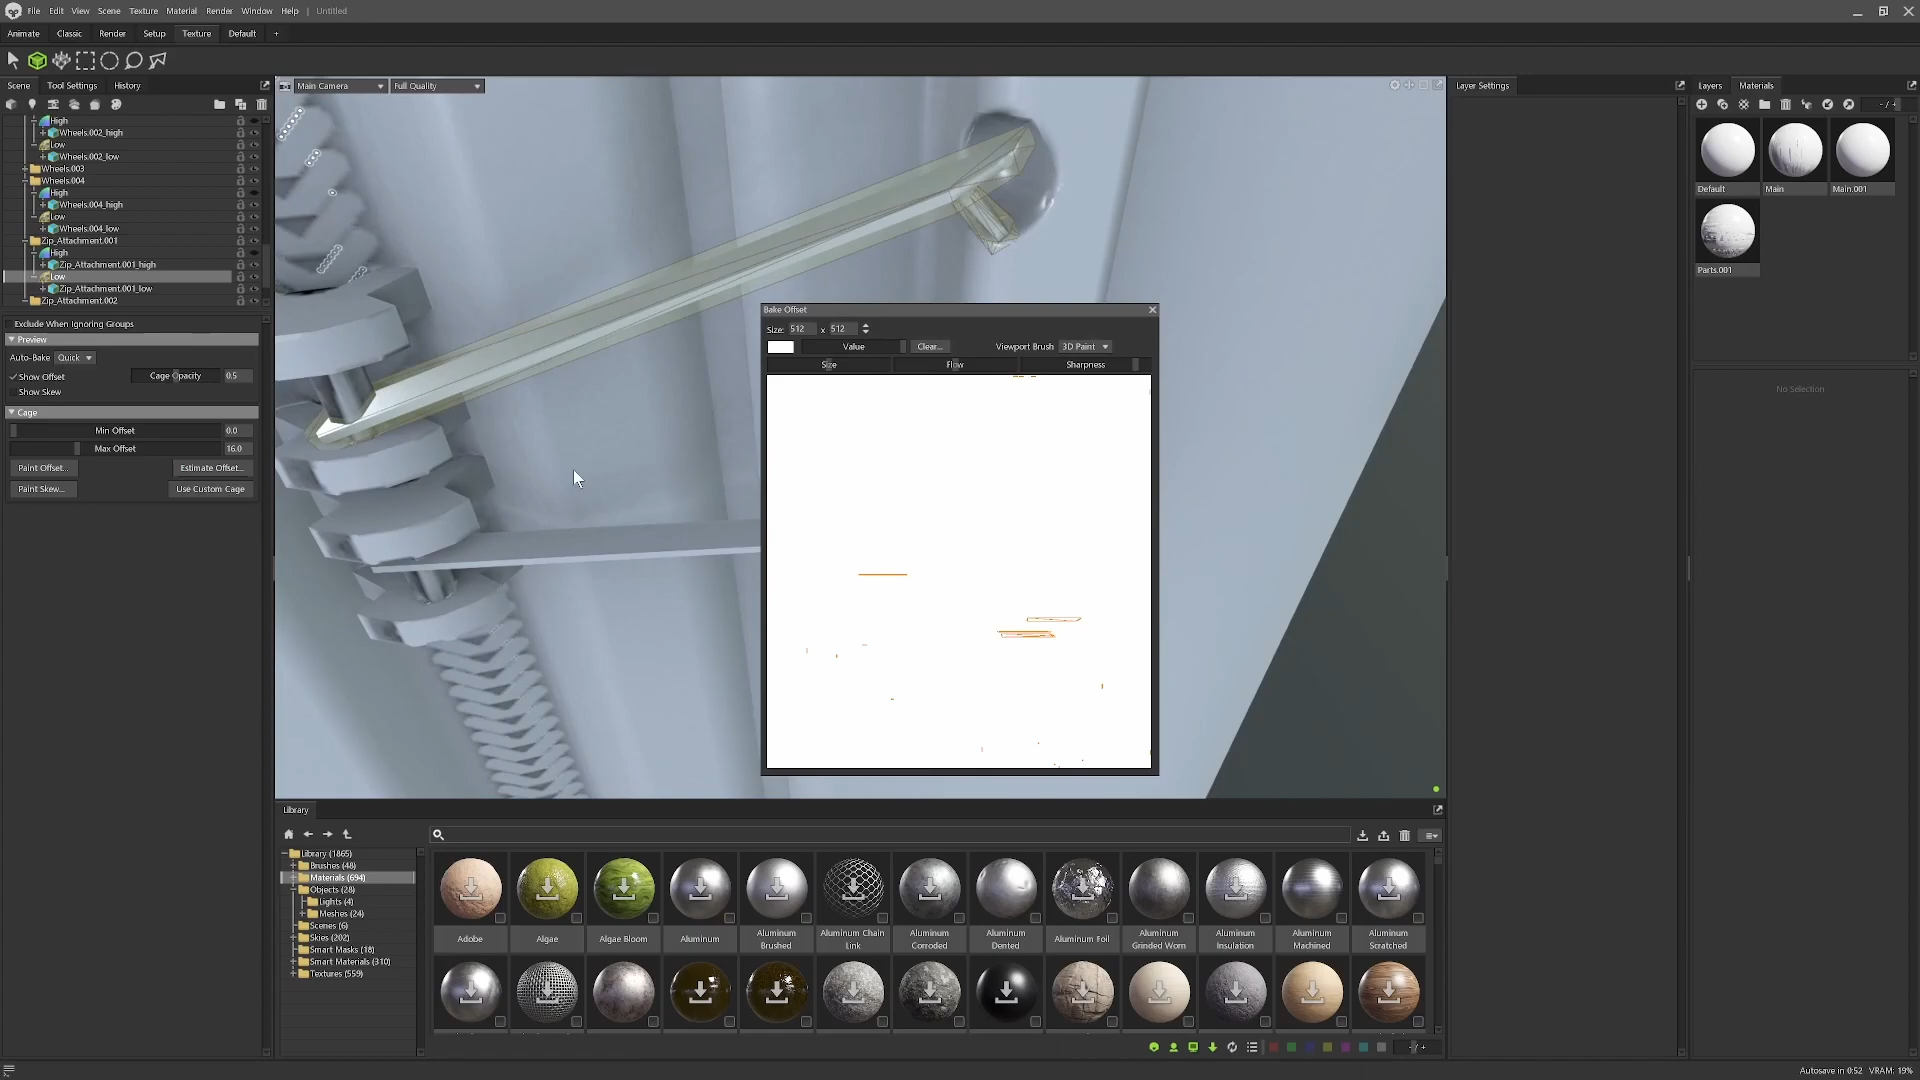 File Edit View Scene Texture Material Render Window Help | Untitled
Animate Classic Render Setup Texture Default +
Scene Tool Settings History
Main Camera Full Quality
Layer Settings
Layers Materials
High
Wheels.002_high
Low
Wheels.002_low
Wheels.003
Wheels.004
High
Wheels.004_high
Low
Wheels.004_low
Zip_Attachment.001
High
Zip_Attachment.001_high
Low
Zip_Attachment.001_low
Zip_Attachment.002
Default Main Main.001
Parts.001
Exclude When Ignoring Groups
Preview
Auto-Bake Quick
Show Offset Cage Opacity 0.5
Show Skew
Cage
Min Offset 0.0
Max Offset 16.0
Paint Offset... Estimate Offset...
Paint Skew... Use Custom Cage
Bake Offset
Size: 512 x 512
Value Clear... Viewport Brush 3D Paint
Size Flow Sharpness
No Selection
Library
Library (1865)
Brushes (48)
Materials (694)
Objects (28)
Lights (4)
Meshes (24)
Scenes (6)
Skies (202)
Smart Masks (18)
Smart Materials (310)
Textures (559)
Adobe
Algae
Algae Bloom
Aluminum
Aluminum Brushed
Aluminum Chain Link
Aluminum Corroded
Aluminum Dented
Aluminum Foil
Aluminum Grinded Worn
Aluminum Insulation
Aluminum Machined
Aluminum Scratched
Autosave in 0:52 VRAM: 19%